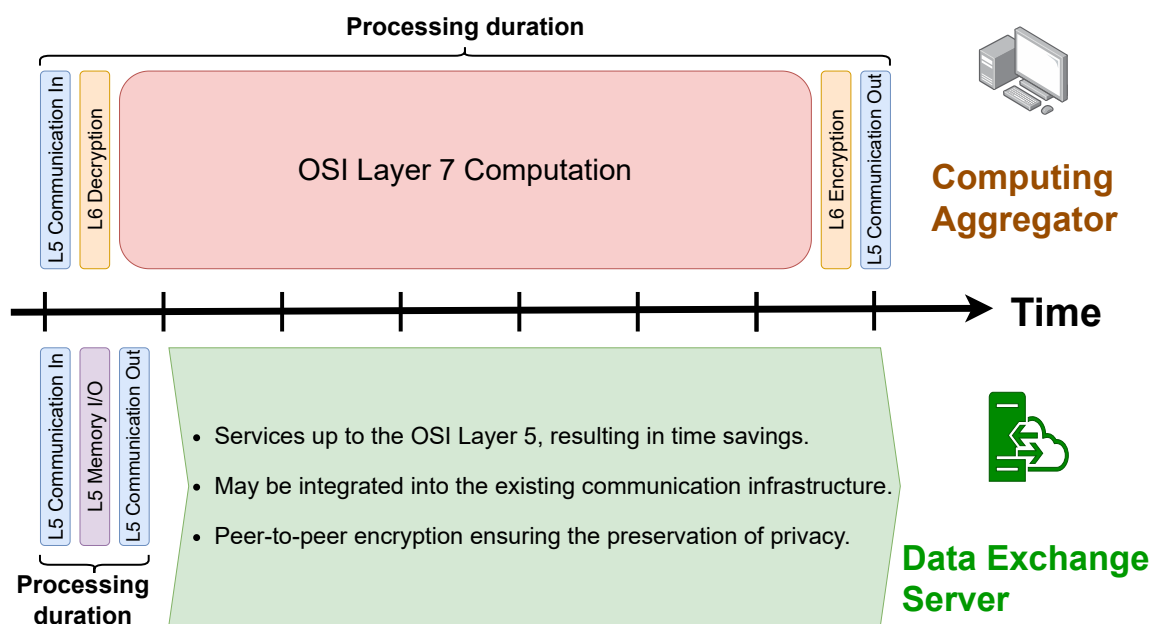 Processing duration
L5 Communication In
L6 Decryption
OSI Layer 7 Computation
L6 Encryption
L5 Communication Out
Computing
Aggregator
Time
L5 Communication In
L5 Memory I/O
L5 Communication Out
• Services up to the OSI Layer 5, resulting in time savings.
• May be integrated into the existing communication infrastructure.
• Peer-to-peer encryption ensuring the preservation of privacy.
Processing
duration
Data Exchange
Server